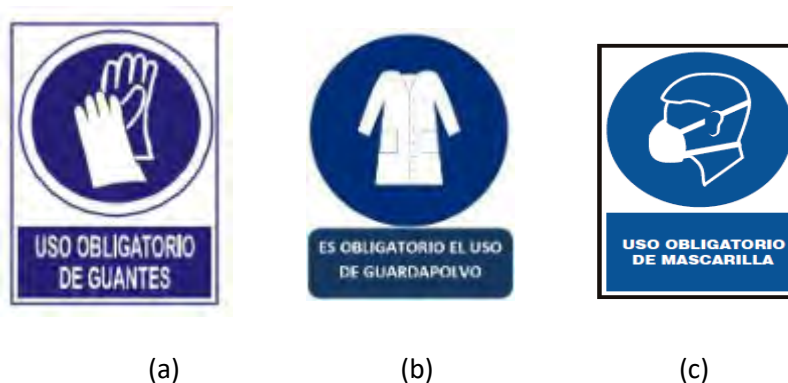 USO OBLIGATORIO
DE GUANTES
ES OBLIGATORIO EL USO
DE GUARDAPOLVO
USO OBLIGATORIO
DE MASCARILLA
(a)
(b)
(c)